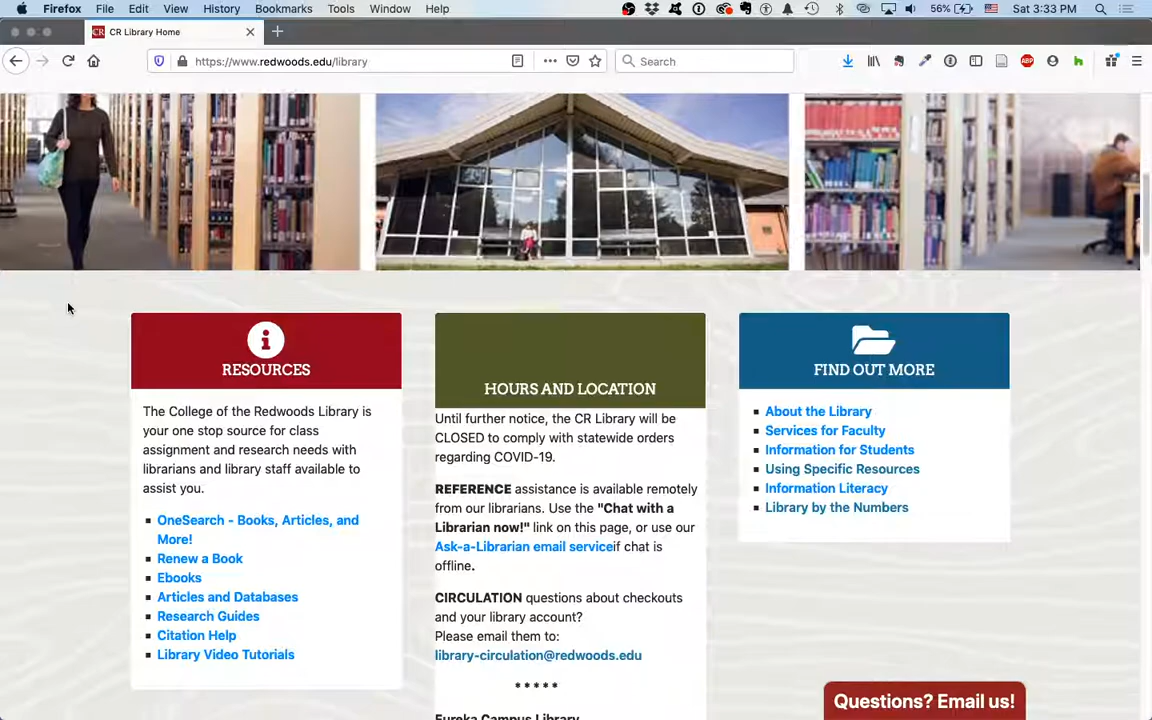 Firefox File Edit View History Bookmarks Tools Window Help 56% Sat 3:33 PM
CR CR Library Home
https://www.redwoods.edu/library Search ABP h
RESOURCES
The College of the Redwoods Library is
your one stop source for class
assignment and research needs with
librarians and library staff available to
assist you.
OneSearch - Books, Articles, and
More!
Renew a Book
Ebooks
Articles and Databases
Research Guides
Citation Help
Library Video Tutorials
HOURS AND LOCATION
Until further notice, the CR Library will be
CLOSED to comply with statewide orders
regarding COVID-19.
REFERENCE assistance is available remotely
from our librarians. Use the "Chat with a
Librarian now!" link on this page, or use our
Ask-a-Librarian email serviceif chat is
offline.
CIRCULATION questions about checkouts
and your library account?
Please email them to:
library-circulation@redwoods.edu
* * * * *
Eureka Campus Library
FIND OUT MORE
About the Library
Services for Faculty
Information for Students
Using Specific Resources
Information Literacy
Library by the Numbers
Questions? Email us!